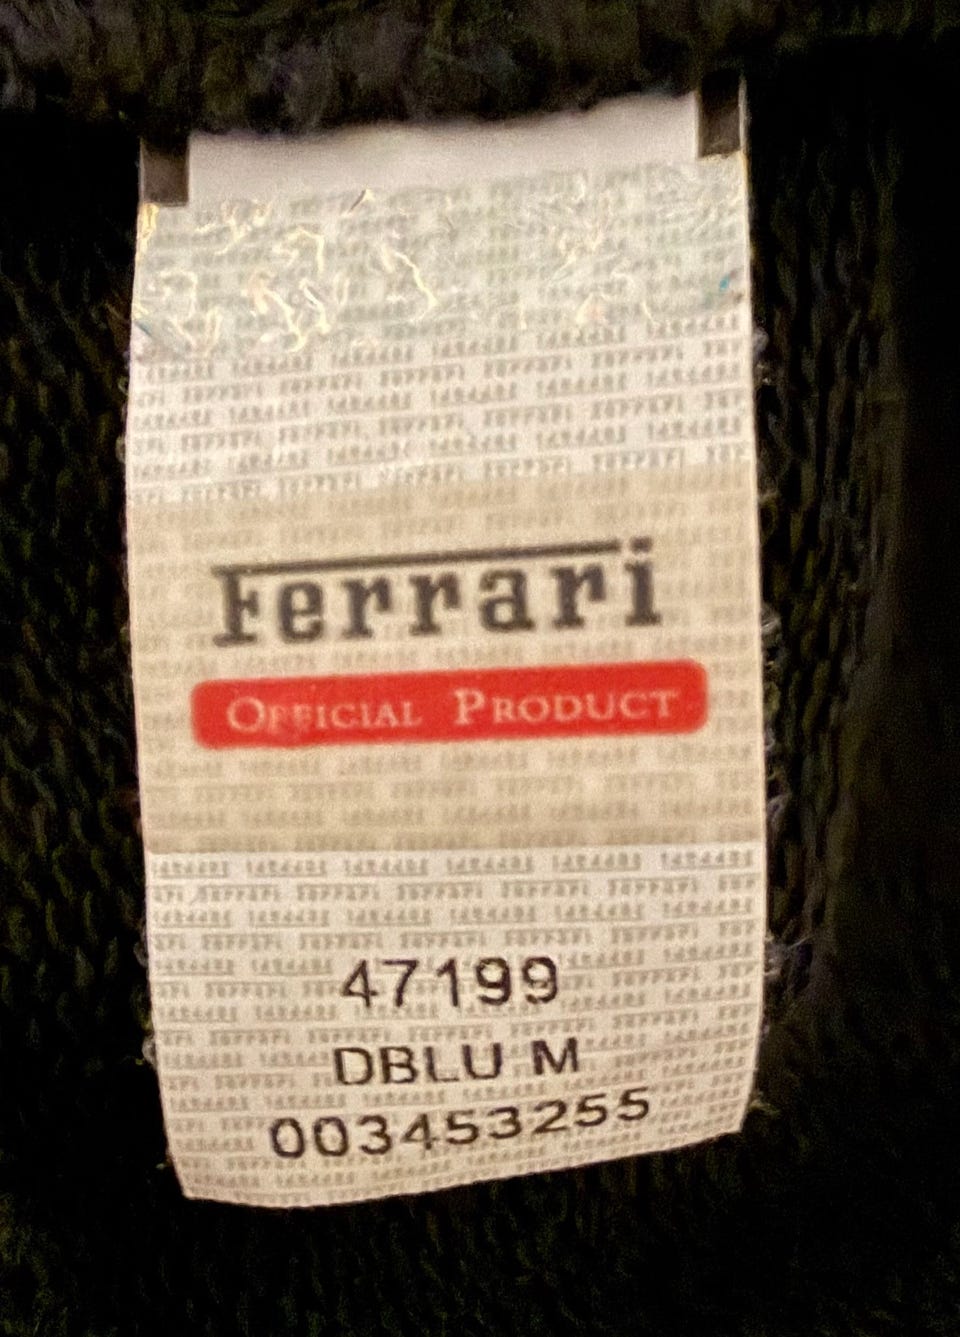 Ferrari
OFFICIAL PRODUCT
47199
DBLU M
003453255